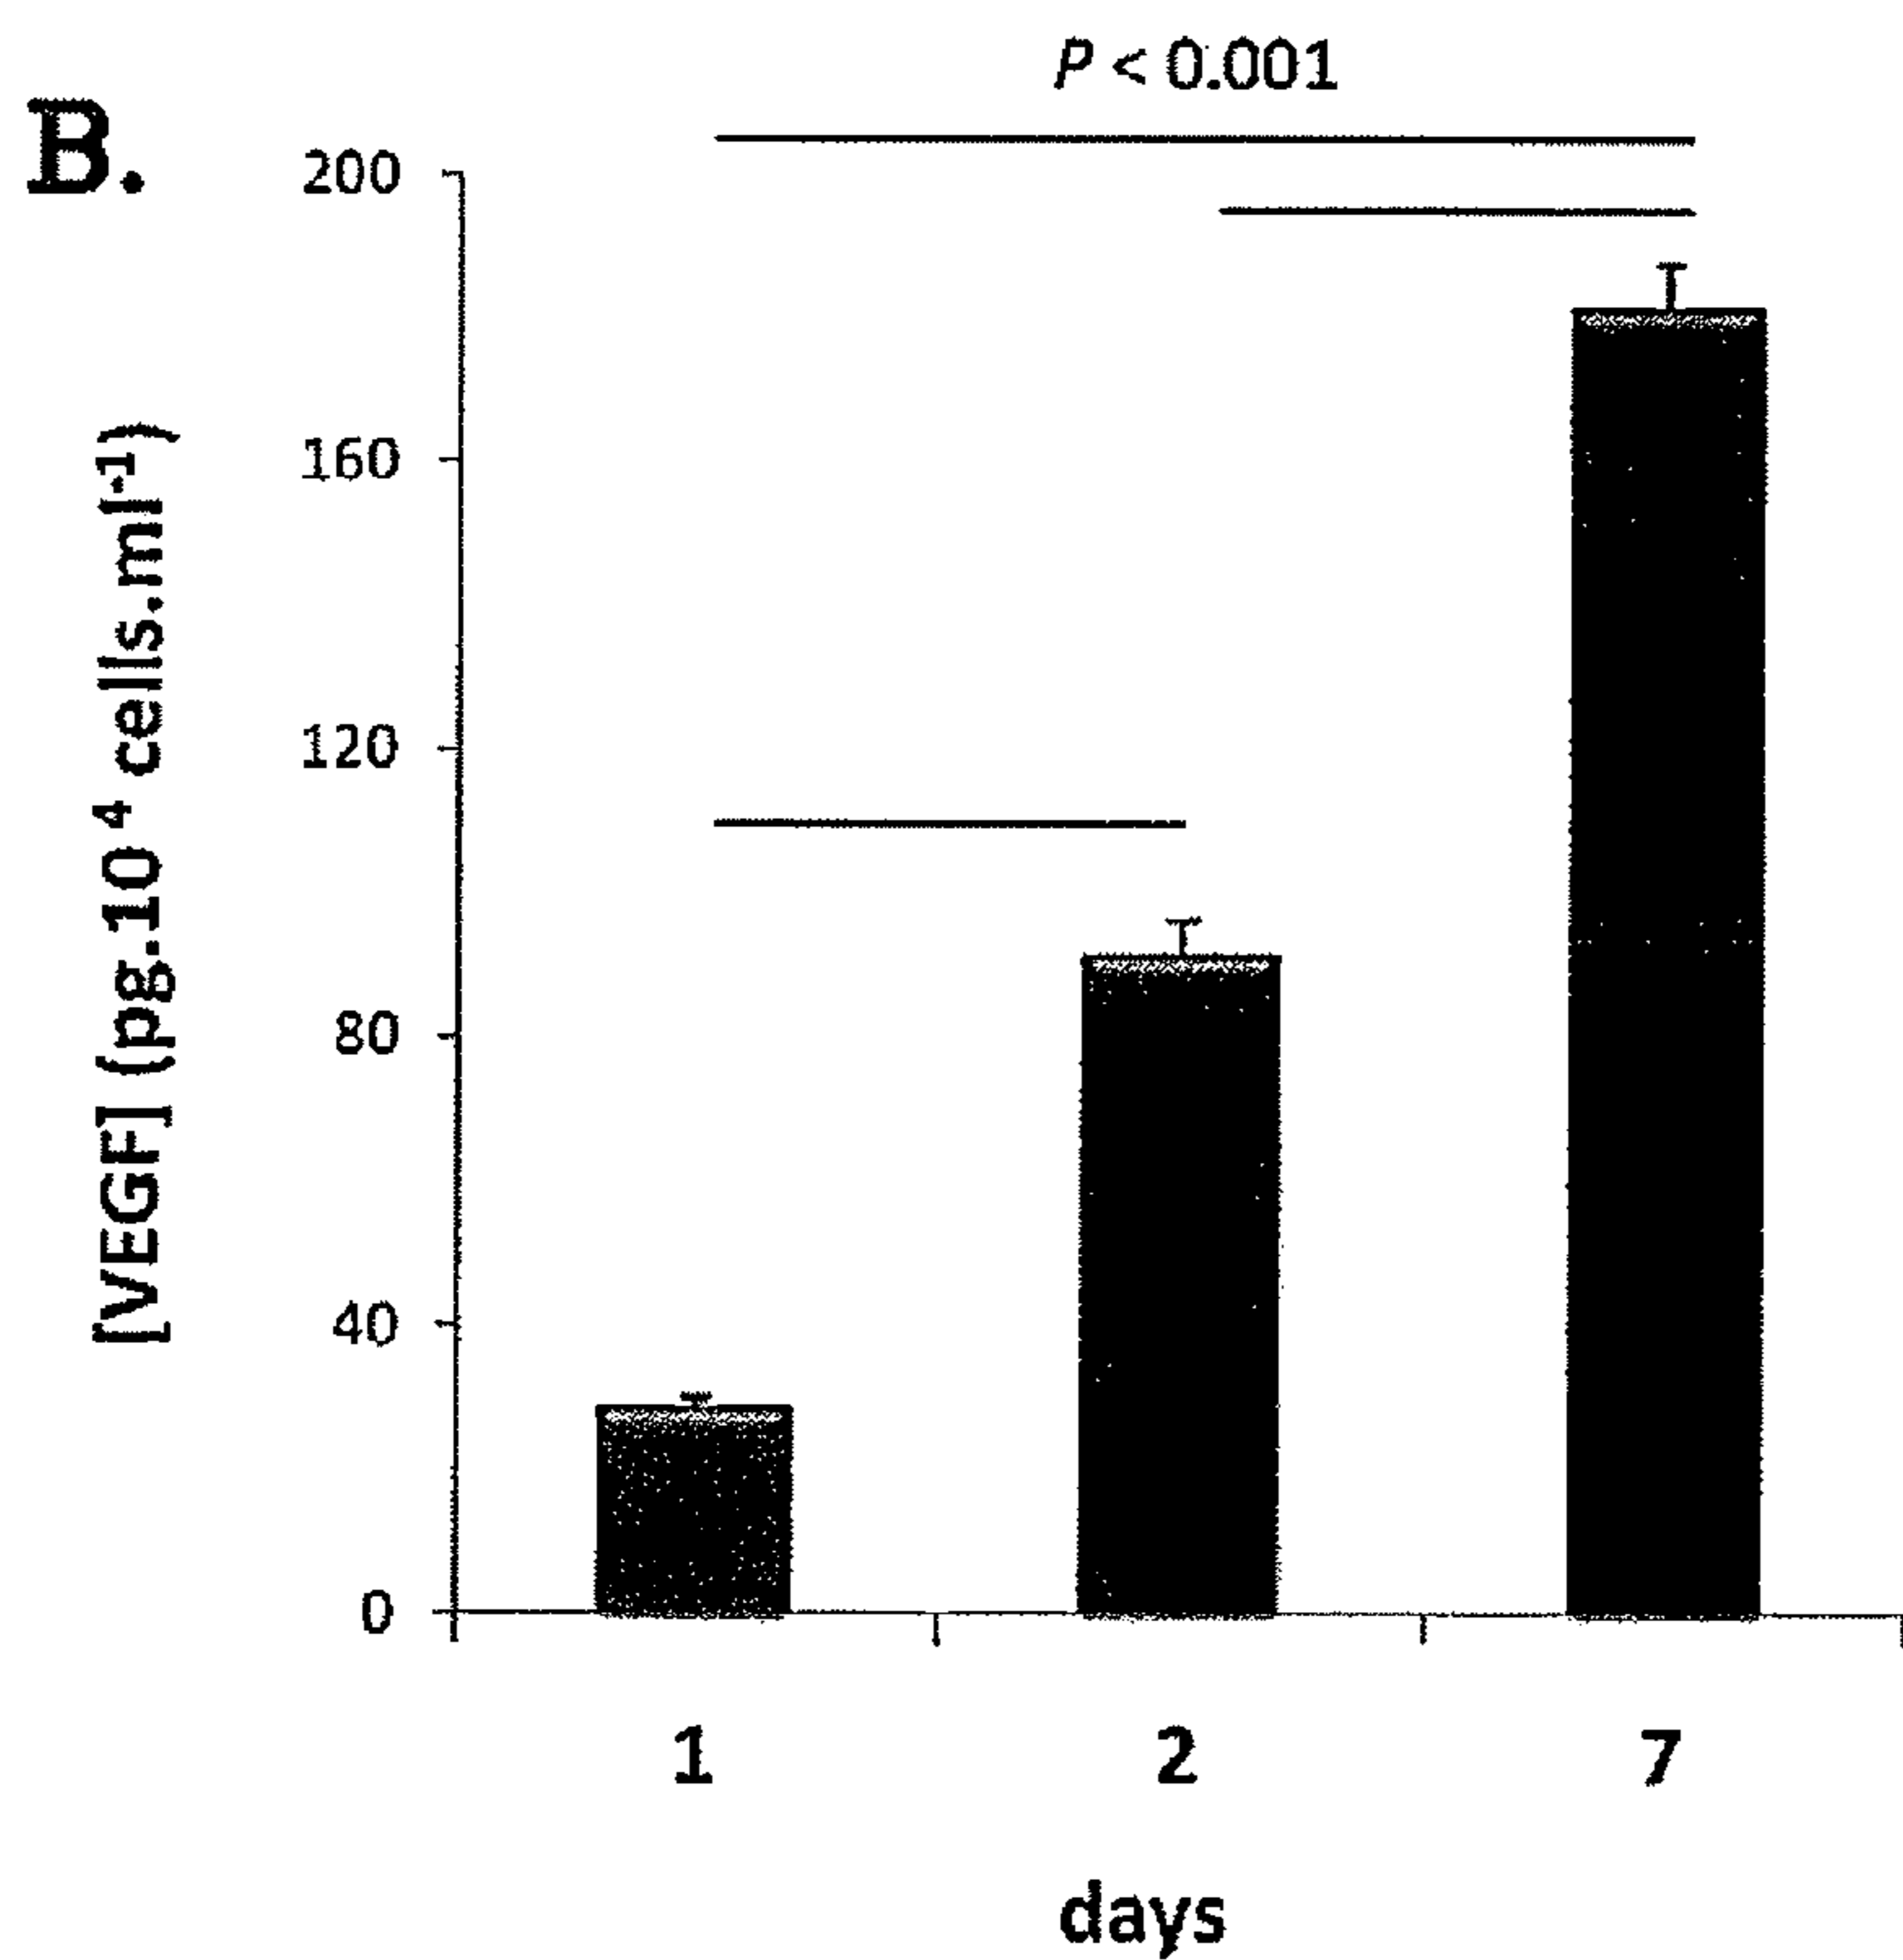 B.
P < 0.001
[VEGF] (pg.10⁴ cells.ml⁻¹)
200
160
120
80
40
0
1 2 7
days